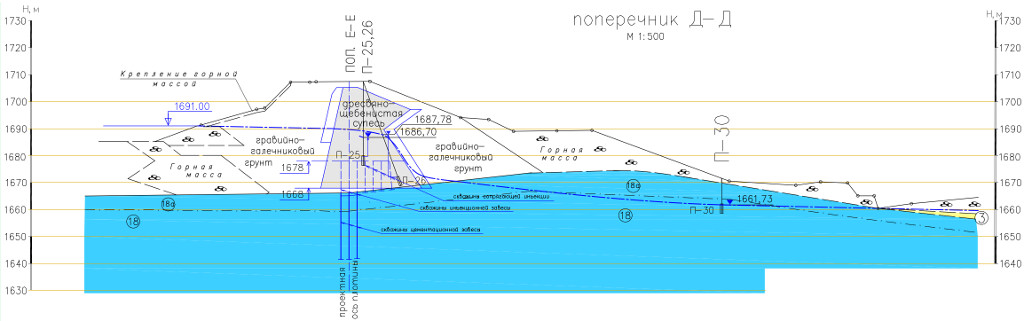 поперечник Д-Д
М 1:500
Н, м
Н, м
1730
1720
1710
1700
1690
1680
1670
1660
1650
1640
1630
1730
1720
1710
1700
1690
1680
1670
1660
1650
1640
ПОП. Е-Е
П-25,26
Крепление горной
массой
1691,00
дресвяно-
щебенистая
супесь
1687,78
1686,70
гравийно-
галечниковый
грунт
Горная
масса
П-25
1678
1668
П-26
гравийно-
галечниковый
грунт
Горная
масса
П-30
18а
18а
18
18
скважины инъекционной завесы
скважины цементационной завесы
П-30
1661,73
3
проектная
ось плотины